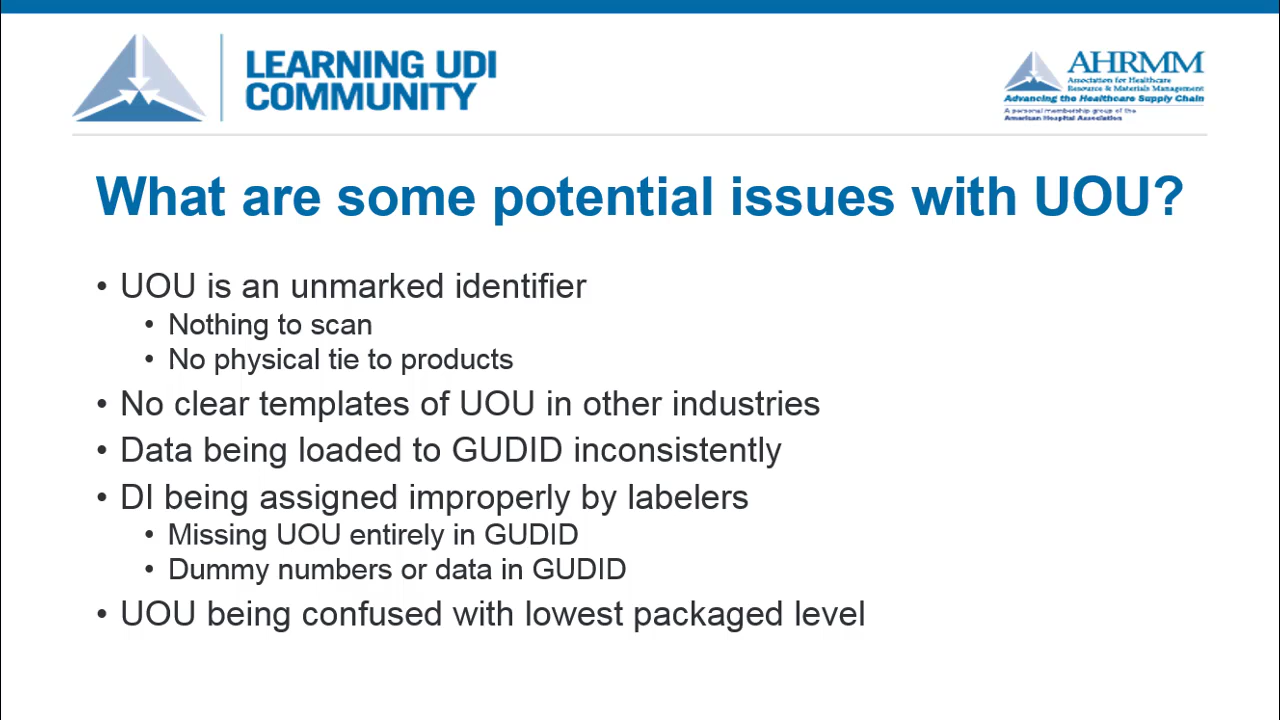 LEARNING UDI
COMMUNITY
AHRMM
Association for Healthcare
Resource & Materials Management
Advancing the Healthcare Supply Chain
A personal membership group of the
American Hospital Association
What are some potential issues with UOU?
• UOU is an unmarked identifier
• Nothing to scan
• No physical tie to products
• No clear templates of UOU in other industries
• Data being loaded to GUDID inconsistently
• DI being assigned improperly by labelers
• Missing UOU entirely in GUDID
• Dummy numbers or data in GUDID
• UOU being confused with lowest packaged level